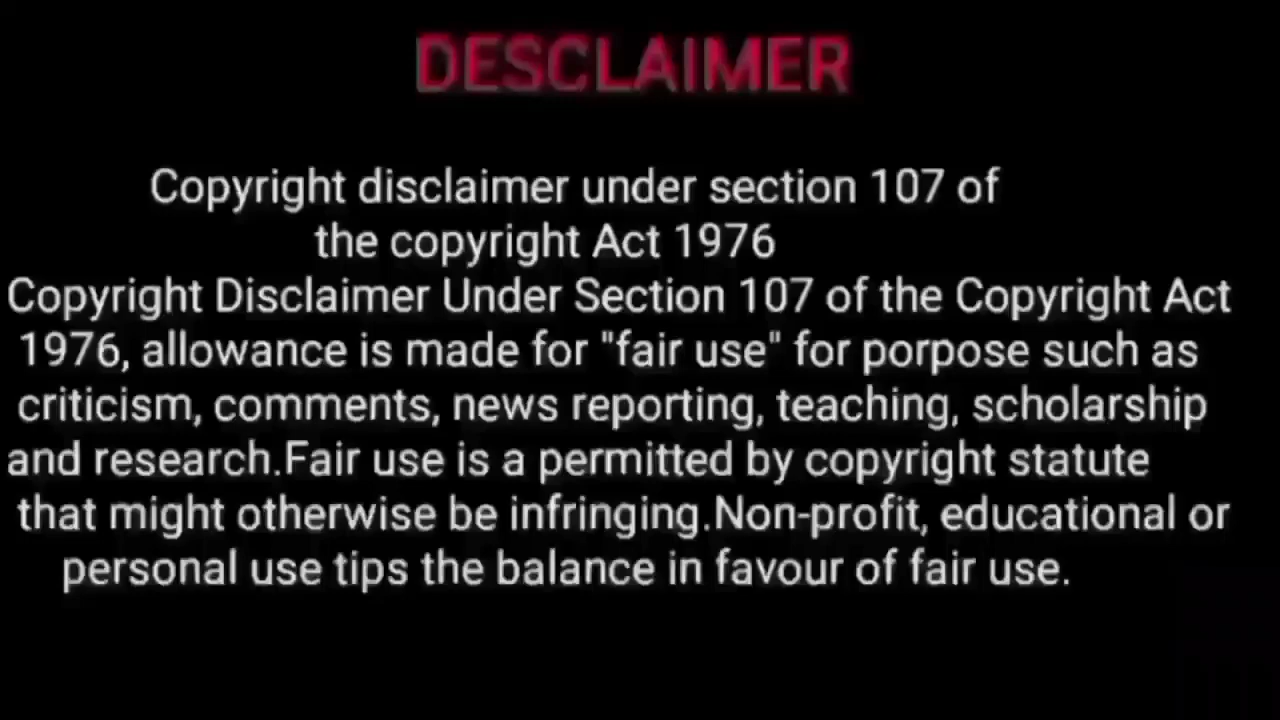 DESCLAIMER
Copyright disclaimer under section 107 of
the copyright Act 1976
Copyright Disclaimer Under Section 107 of the Copyright Act
1976, allowance is made for "fair use" for porpose such as
criticism, comments, news reporting, teaching, scholarship
and research.Fair use is a permitted by copyright statute
that might otherwise be infringing.Non-profit, educational or
personal use tips the balance in favour of fair use.